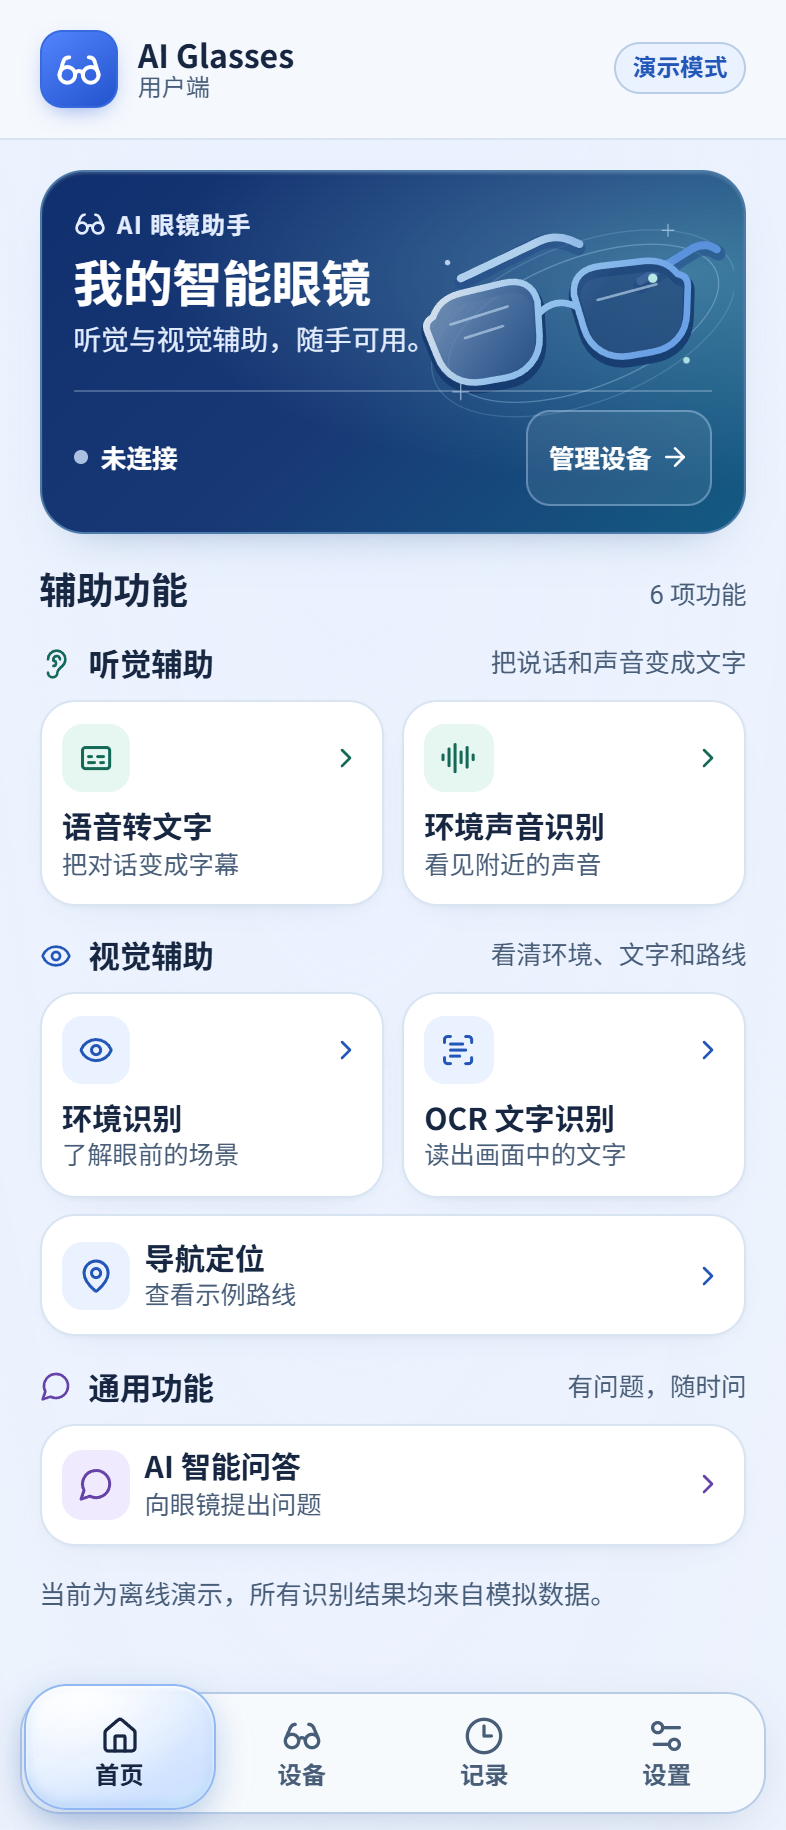 AI Glasses
用户端
演示模式
AI 眼镜助手
我的智能眼镜
听觉与视觉辅助，随手可用。
未连接
管理设备
辅助功能
6 项功能
听觉辅助
把说话和声音变成文字
语音转文字
把对话变成字幕
环境声音识别
看见附近的声音
视觉辅助
看清环境、文字和路线
环境识别
了解眼前的场景
OCR 文字识别
读出画面中的文字
导航定位
查看示例路线
通用功能
有问题，随时问
AI 智能问答
向眼镜提出问题
当前为离线演示，所有识别结果均来自模拟数据。
首页
设备
记录
设置